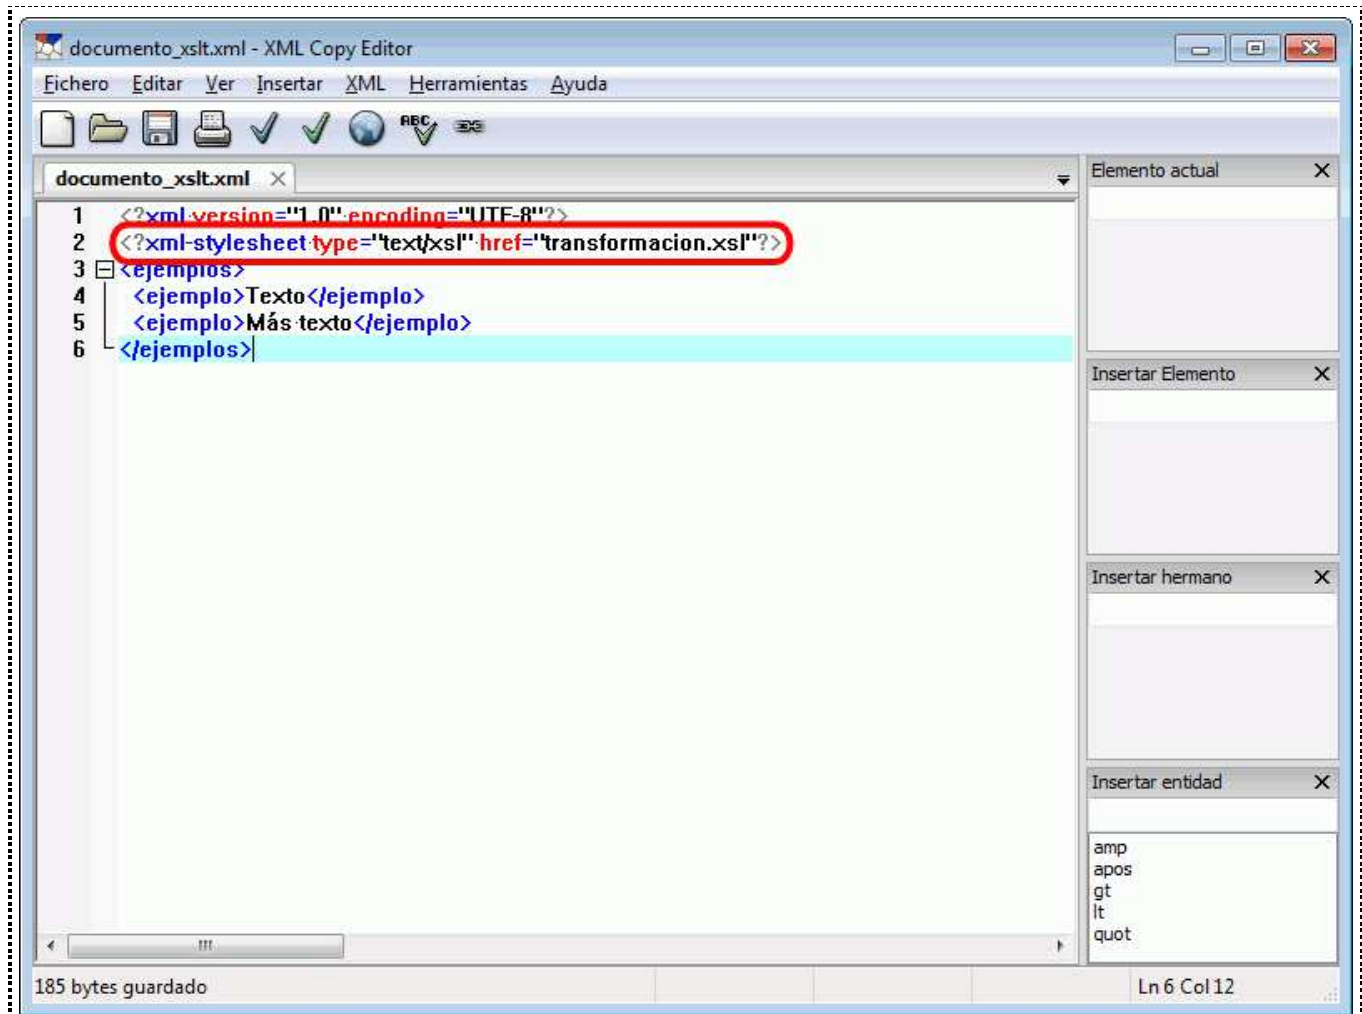 documento_xslt.xml - XML Copy Editor
Fichero Editar Ver Insertar XML Herramientas Ayuda
ABC
documento_xslt.xml
Elemento actual
1 <?xml version="1.0" encoding="UTF-8"?>
2 <?xml-stylesheet type="text/xsl" href="transformacion.xsl"?>
3 <ejemplos>
4 <ejemplo>Texto</ejemplo>
5 <ejemplo>Más texto</ejemplo>
6 </ejemplos>
Insertar Elemento
Insertar hermano
Insertar entidad
amp
apos
gt
lt
quot
185 bytes guardado
Ln 6 Col 12